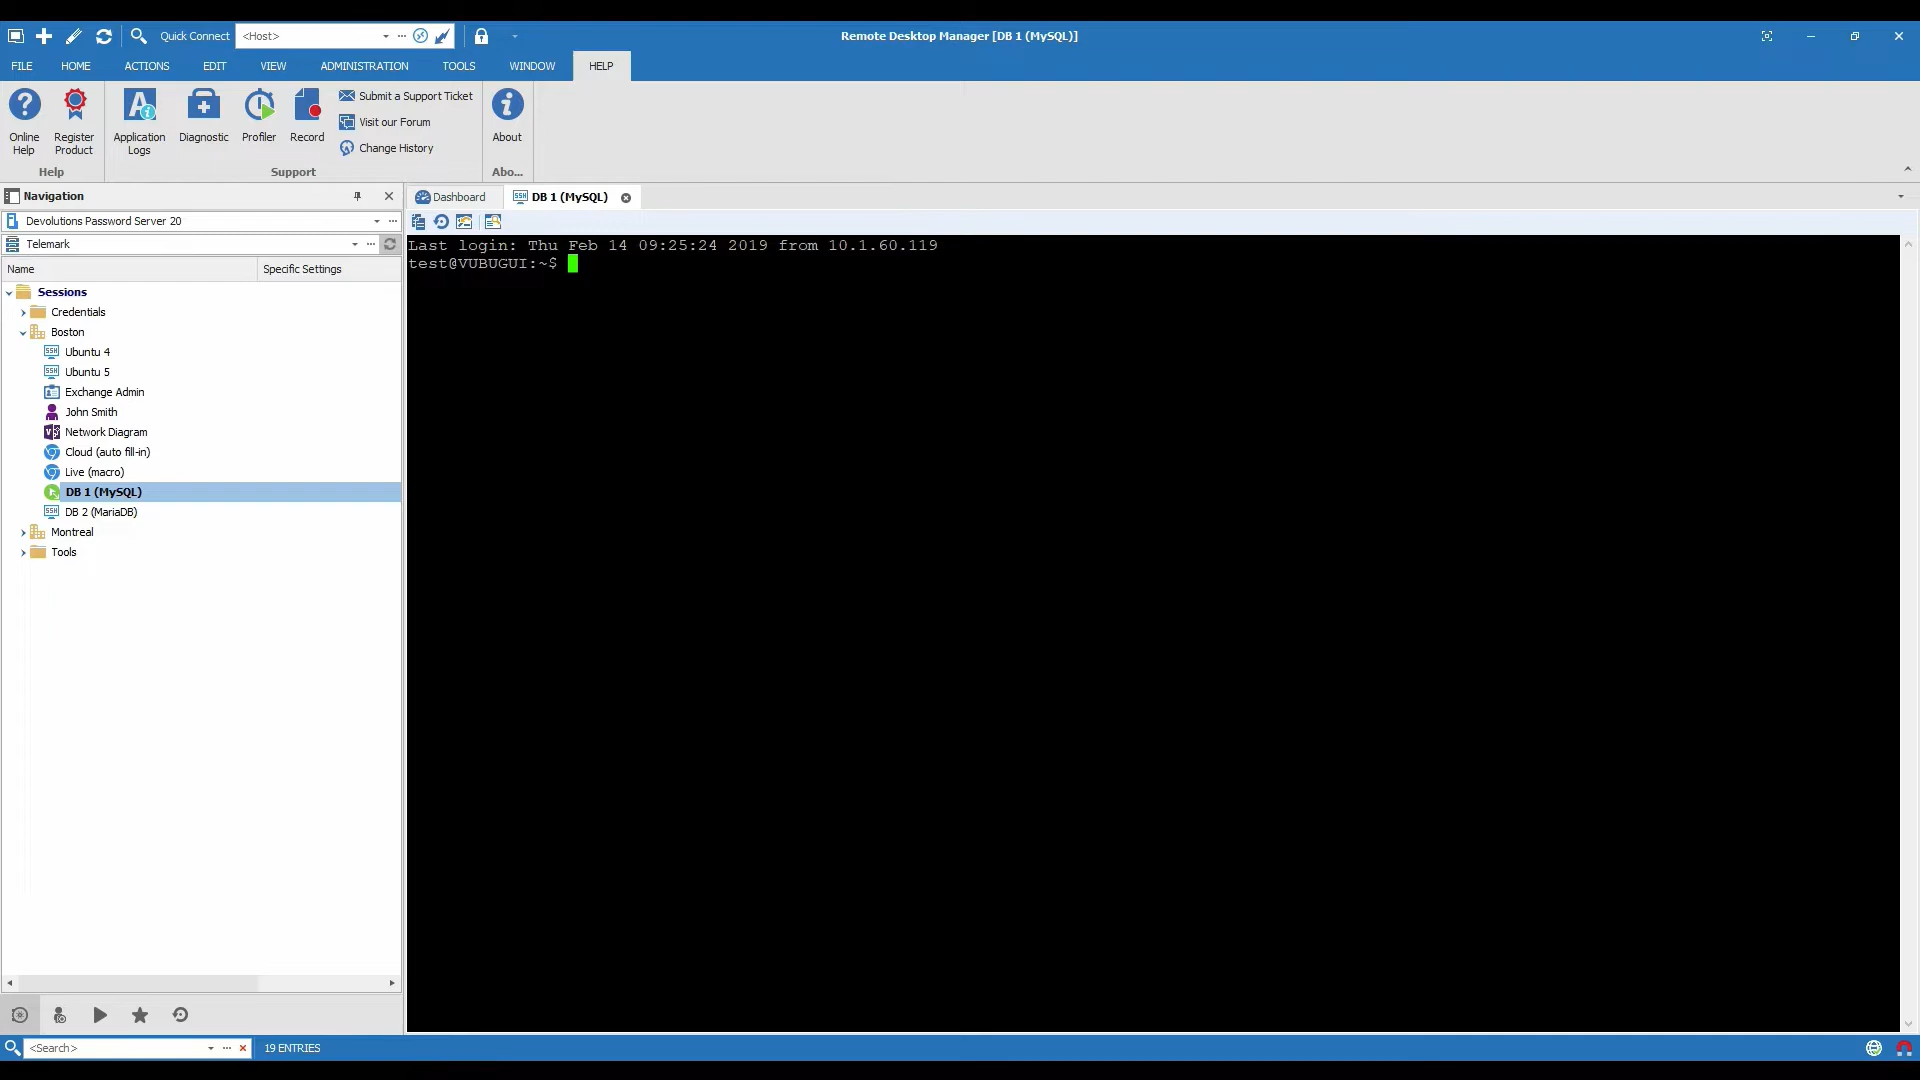 Quick Connect <Host>
Remote Desktop Manager [DB 1 (MySQL)]
FILE HOME ACTIONS EDIT VIEW ADMINISTRATION TOOLS WINDOW HELP
Online Help
Register Product
Application Logs
Diagnostic
Profiler
Record
Submit a Support Ticket
Visit our Forum
Change History
About
Help
Support
Abo...
Navigation
Devolutions Password Server 20
Telemark
Name Specific Settings
Sessions
Credentials
Boston
Ubuntu 4
Ubuntu 5
Exchange Admin
John Smith
Network Diagram
Cloud (auto fill-in)
Live (macro)
DB 1 (MySQL)
DB 2 (MariaDB)
Montreal
Tools
Dashboard
DB 1 (MySQL)
Last login: Thu Feb 14 09:25:24 2019 from 10.1.60.119
test@VUBUGUI:~$
<Search>
19 ENTRIES